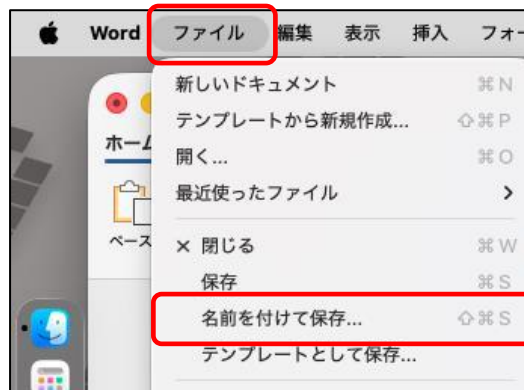 Word ファイル 編集 表示 挿入 フォー
新しいドキュメント ⌘ N
テンプレートから新規作成... ⇧ ⌘ P
ホーム
開く... ⌘ O
最近使ったファイル
ペース
× 閉じる ⌘ W
保存 ⌘ S
名前を付けて保存... ⇧ ⌘ S
テンプレートとして保存...